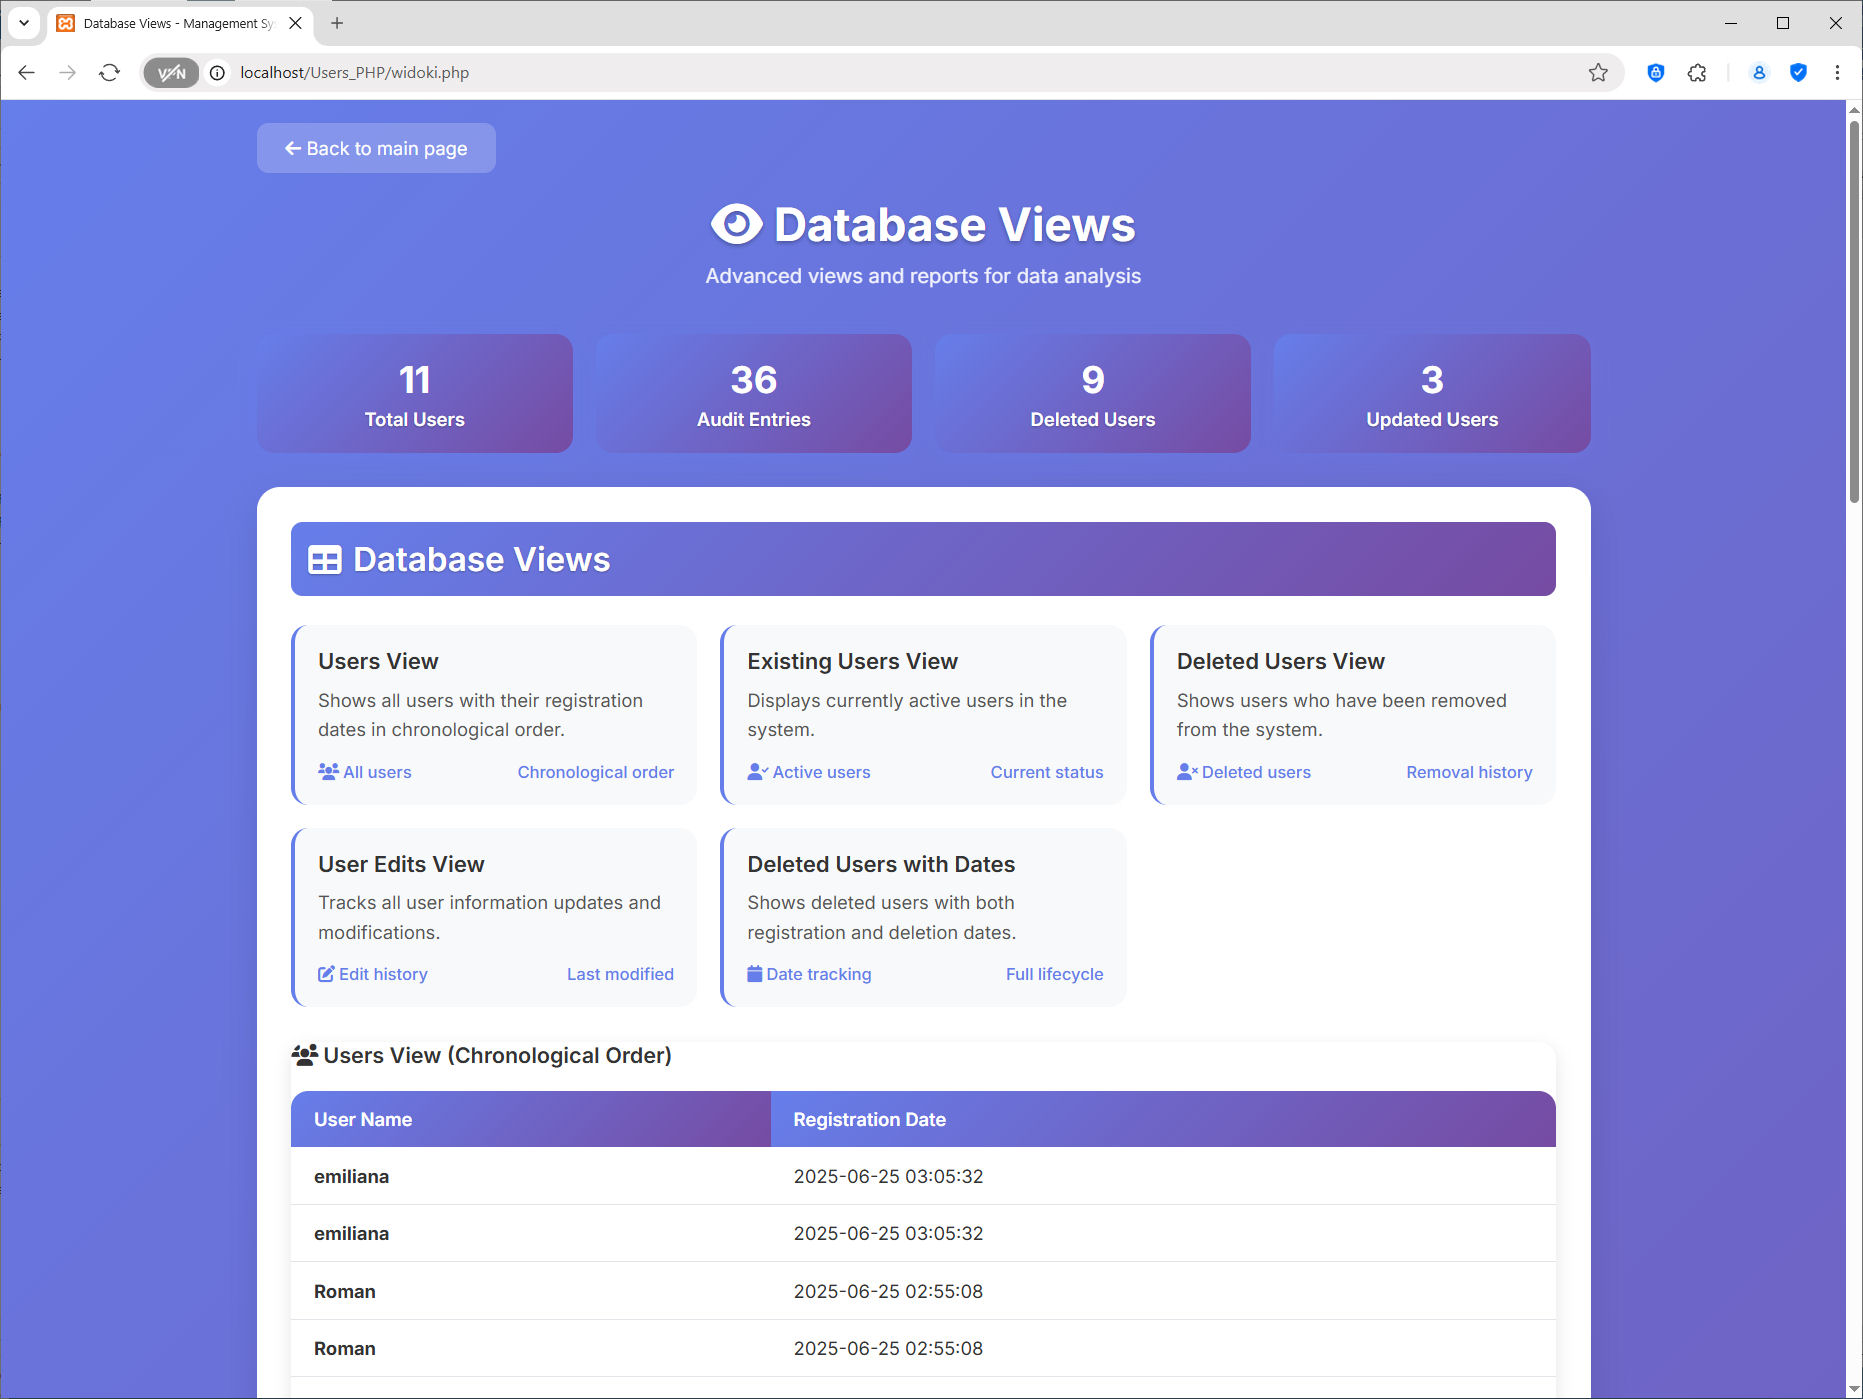 Database Views - Management Sy
VPN
localhost/Users_PHP/widoki.php
Back to main page
Database Views
Advanced views and reports for data analysis
11
Total Users
36
Audit Entries
9
Deleted Users
3
Updated Users
Database Views
Users View
Shows all users with their registration
dates in chronological order.
All users
Chronological order
Existing Users View
Displays currently active users in the
system.
Active users
Current status
Deleted Users View
Shows users who have been removed
from the system.
Deleted users
Removal history
User Edits View
Tracks all user information updates and
modifications.
Edit history
Last modified
Deleted Users with Dates
Shows deleted users with both
registration and deletion dates.
Date tracking
Full lifecycle
Users View (Chronological Order)
User Name Registration Date
emiliana 2025-06-25 03:05:32
emiliana 2025-06-25 03:05:32
Roman 2025-06-25 02:55:08
Roman 2025-06-25 02:55:08